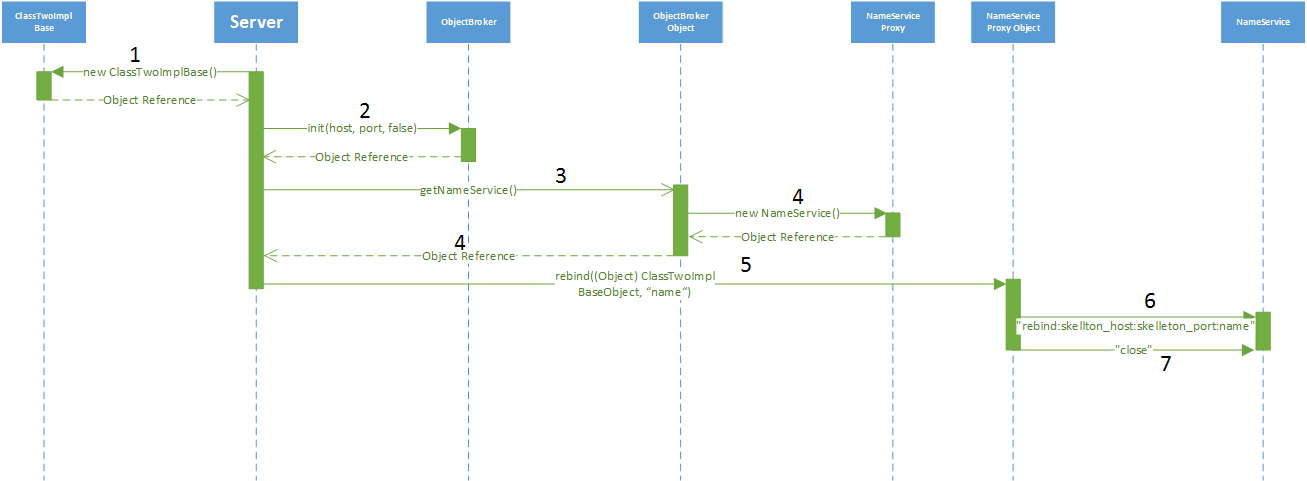 ClassTwoImpl
Base
Server
ObjectBroker
ObjectBroker
Object
NameService
Proxy
NameService
Proxy Object
NameService
1
new ClassTwoImplBase()
Object Reference
2
init(host, port, false)
Object Reference
3
getNameService()
4
new NameService()
Object Reference
4
Object Reference
5
rebind((Object) ClassTwoImpl
BaseObject, “name“)
6
"rebind:skellton_host:skelleton_port:name"
"close"
7